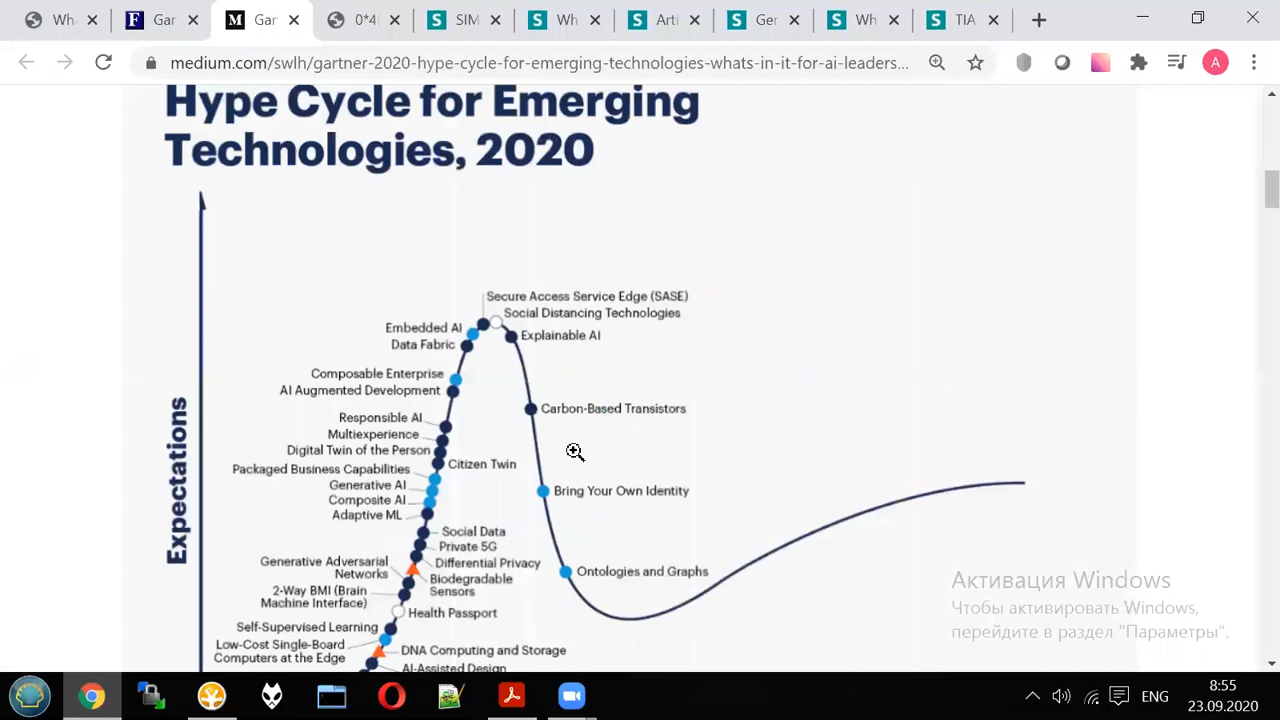 Wh
Gar
Gar
0*4
SIM
Wh
Arti
Ger
Wh
TIA
medium.com/swlh/gartner-2020-hype-cycle-for-emerging-technologies-whats-in-it-for-ai-leaders...
A
Hype Cycle for Emerging
Technologies, 2020
Expectations
Secure Access Service Edge (SASE)
Social Distancing Technologies
Embedded AI
Explainable AI
Data Fabric
Composable Enterprise
AI Augmented Development
Carbon-Based Transistors
Responsible AI
Multiexperience
Digital Twin of the Person
Citizen Twin
Packaged Business Capabilities
Generative AI
Bring Your Own Identity
Composite AI
Adaptive ML
Social Data
Private 5G
Differential Privacy
Generative Adversarial
Networks
Ontologies and Graphs
Biodegradable
Sensors
2-Way BMI (Brain
Machine Interface)
Health Passport
Self-Supervised Learning
Low-Cost Single-Board
Computers at the Edge
DNA Computing and Storage
AI-Assisted Design
Активация Windows
Чтобы активировать Windows,
перейдите в раздел "Параметры".
ENG
8:55
23.09.2020